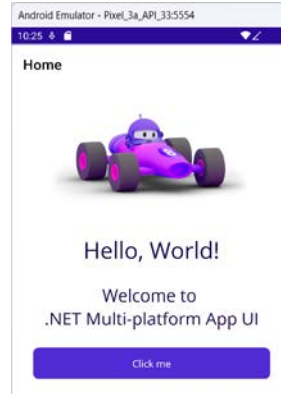 Android Emulator - Pixel_3a_API_33:5554
10:25
Home
Hello, World!
Welcome to
.NET Multi-platform App UI
Click me